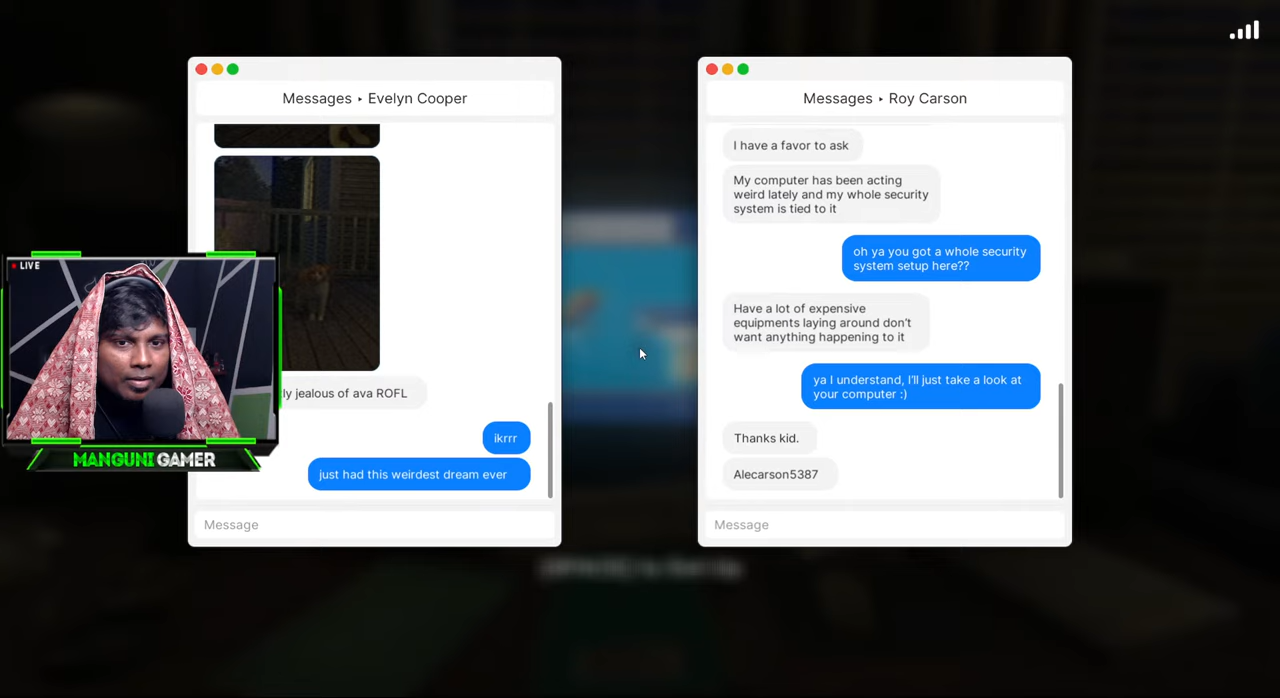 Messages ▸ Evelyn Cooper
LIVE
MANGUNI GAMER
ly jealous of ava ROFL
ikrrr
just had this weirdest dream ever
Message
Messages ▸ Roy Carson
I have a favor to ask
My computer has been acting
weird lately and my whole security
system is tied to it
oh ya you got a whole security
system setup here??
Have a lot of expensive
equipments laying around don't
want anything happening to it
ya I understand, I'll just take a look at
your computer :)
Thanks kid.
Alecarson5387
Message